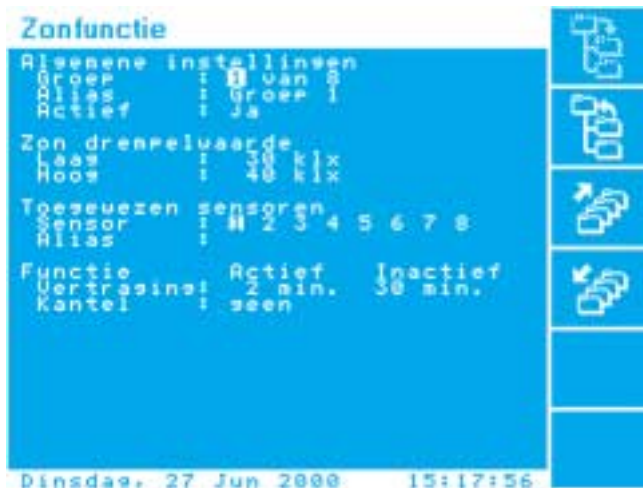 Zonfunctie
Algemene instellingen
Groep : 1 van 8
Alias : Groep 1
Actief : Ja
Zon drempelwaarde
Laag : 30 klx
Hoog : 40 klx
Toegewezen sensoren
Sensor : 2 3 4 5 6 7 8
Alias :
Functie Actief Inactief
Vertraging: 2 min. 30 min.
Kantel : geen
Dinsdag, 27 Jun 2000 15:17:56